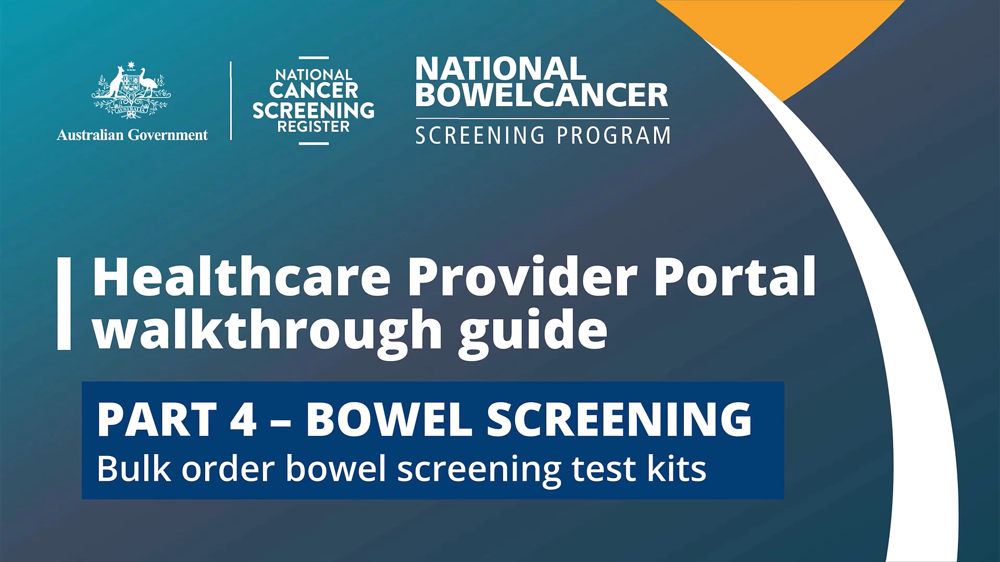 AUSTRALIA
Australian Government
NATIONAL
CANCER
SCREENING
REGISTER
NATIONAL
BOWELCANCER
SCREENING PROGRAM
Healthcare Provider Portal
walkthrough guide
PART 4 – BOWEL SCREENING
Bulk order bowel screening test kits